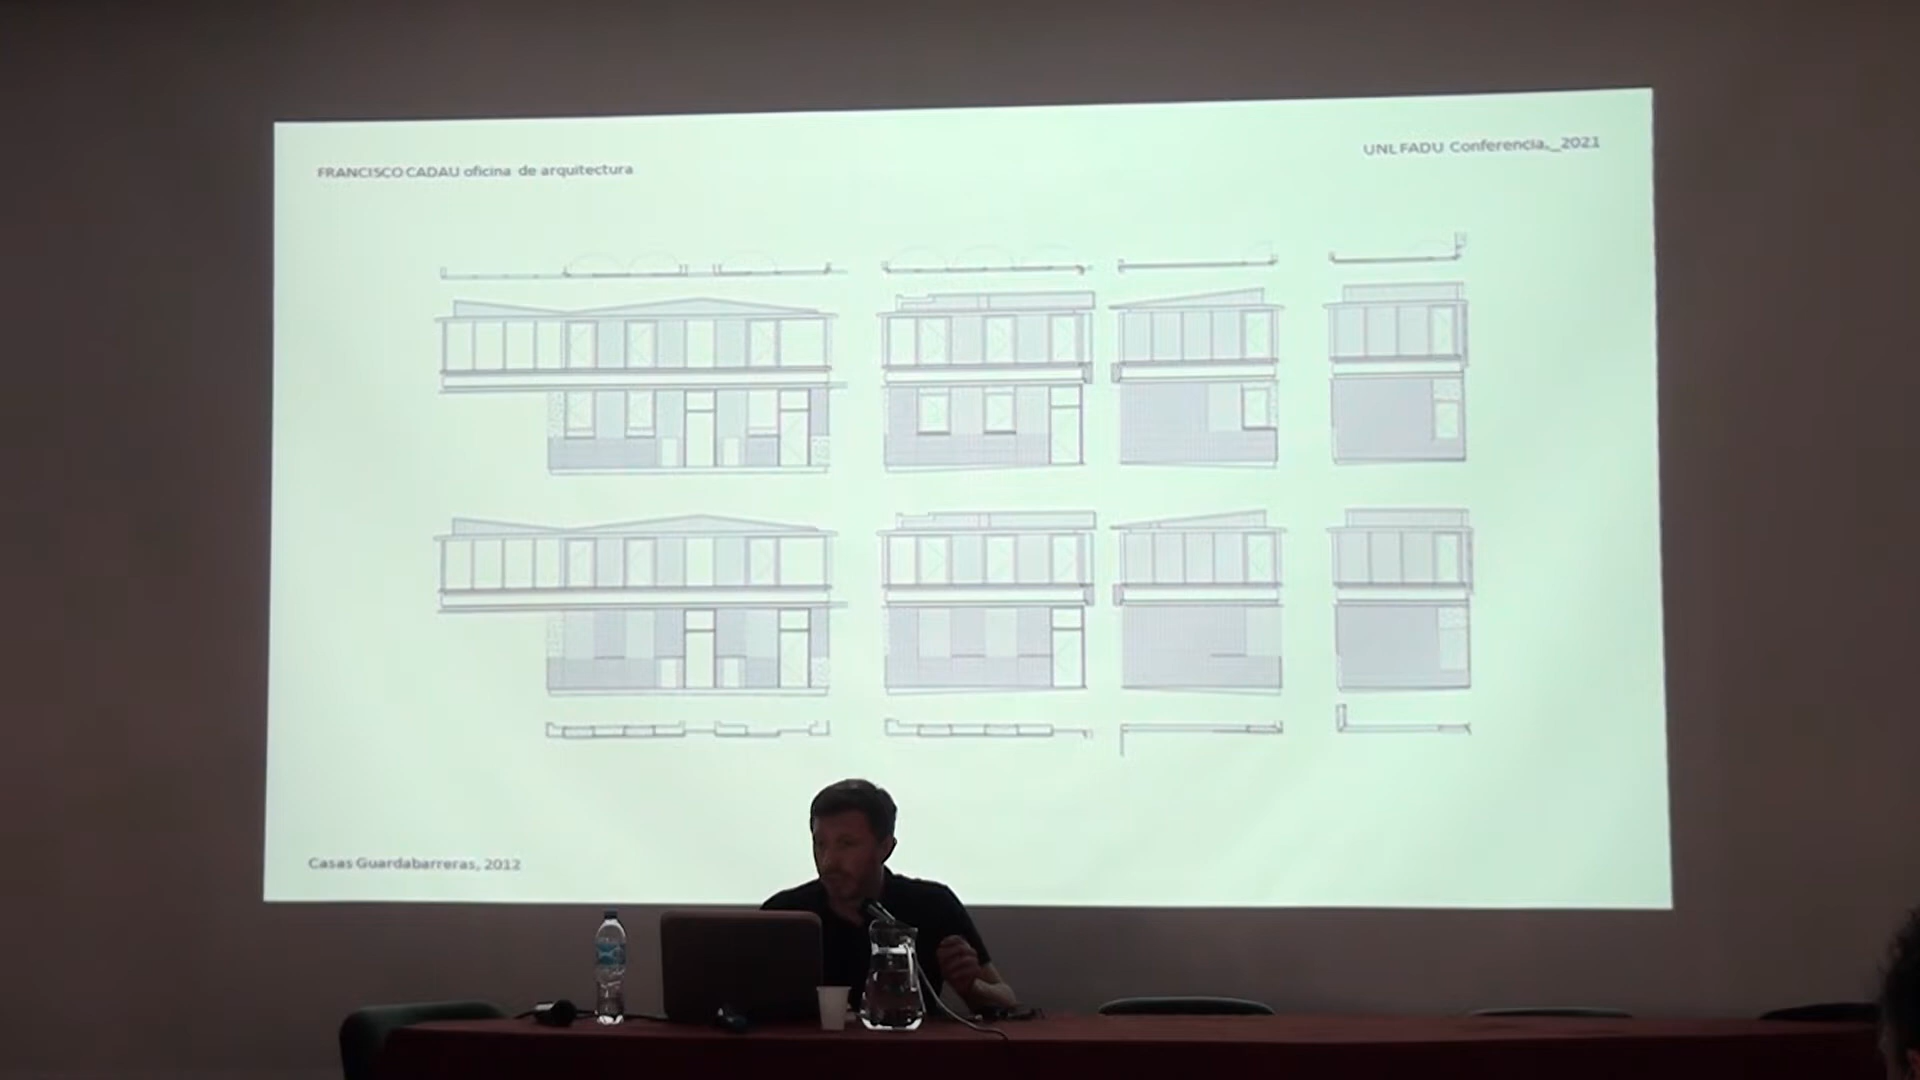 FRANCISCO CADAU oficina de arquitectura
UNL FADU Conferencia,_2021
Casas Guardabarreras, 2012